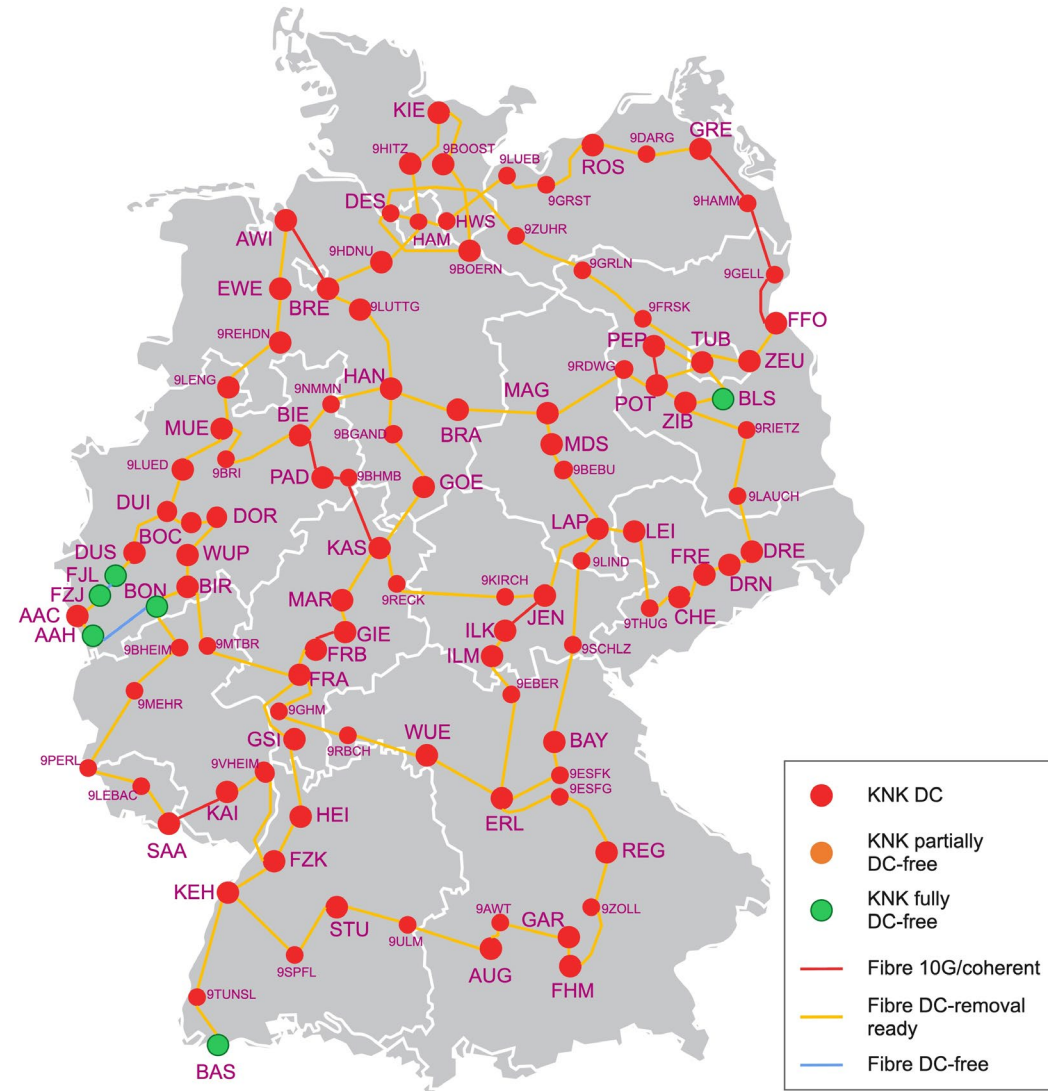 KIE
9HITZ
9BOOST
9LUEB
ROS
9DARG
GRE
9GRST
9HAMM
DES
HAM
HWS
9ZUHR
AWI
9HDNU
9BOERN
9GRLN
9GELL
EWE
BRE
9LUTTG
9FRSK
FFO
9REHDN
PEP
TUB
ZEU
9LENG
9NMMN
HAN
9RDWG
MAG
POT
BLS
ZIB
BRA
MUE
BIE
9BGAND
9RIETZ
MDS
9LUED
9BRI
PAD
9BHMB
GOE
9BEBU
9LAUCH
DUI
BOC
DOR
LAP
LEI
DUS
WUP
KAS
9LIND
FRE
DRE
FJL
DRN
FZJ
BON
BIR
9RECK
9KIRCH
MAR
JEN
9THUG
CHE
AAC
AAH
GIE
ILK
9BHEIM
9MTBR
FRB
ILM
9SCHLZ
FRA
9EBER
9MEHR
9GHM
GSI
9RBCH
WUE
BAY
9PERL
9VHEIM
9ESFK
9LEBAC
KAI
9ESFG
HEI
ERL
SAA
FZK
REG
KEH
STU
9AWT
GAR
9ZOLL
9ULM
9SPFL
AUG
FHM
9TUNSL
BAS
KNK DC
KNK partially
DC-free
KNK fully
DC-free
Fibre 10G/coherent
Fibre DC-removal
ready
Fibre DC-free